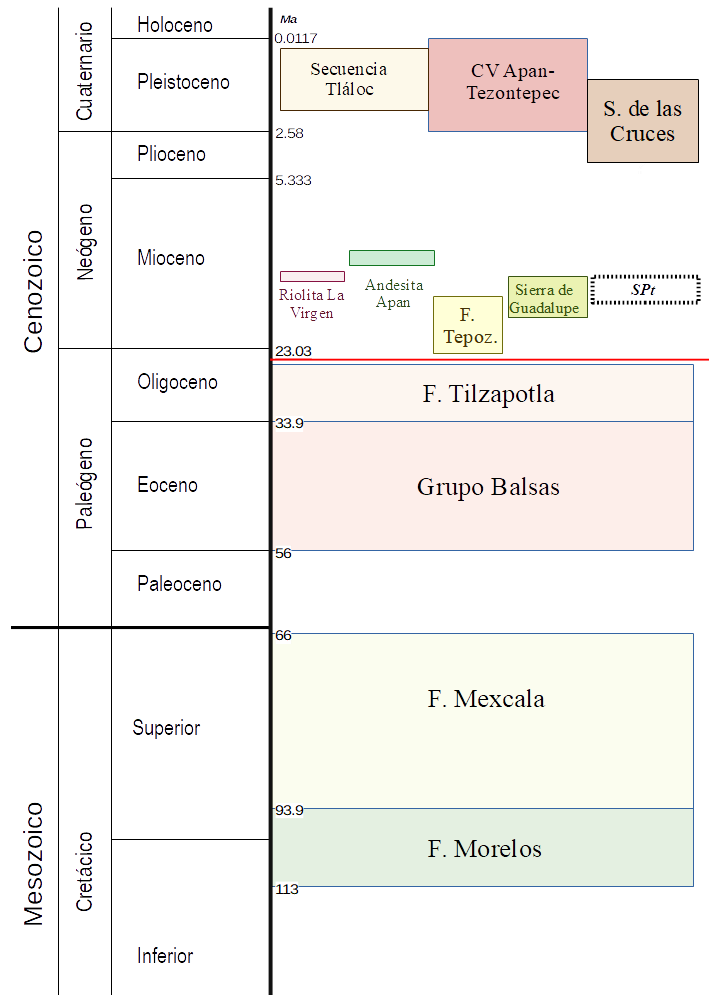 Holoceno
Ma
0.0117
Cuaternario
Pleistoceno
Secuencia
Tláloc
CV Apan-
Tezontepec
S. de las
Cruces
2.58
Plioceno
5.333
Cenozoico
Neógeno
Mioceno
Riolita La
Virgen
Andesita
Apan
F.
Tepoz.
Sierra de
Guadalupe
SPt
23.03
Paleógeno
Oligoceno
F. Tilzapotla
33.9
Eoceno
Grupo Balsas
56
Paleoceno
66
Mesozoico
Cretácico
Superior
F. Mexcala
93.9
F. Morelos
113
Inferior